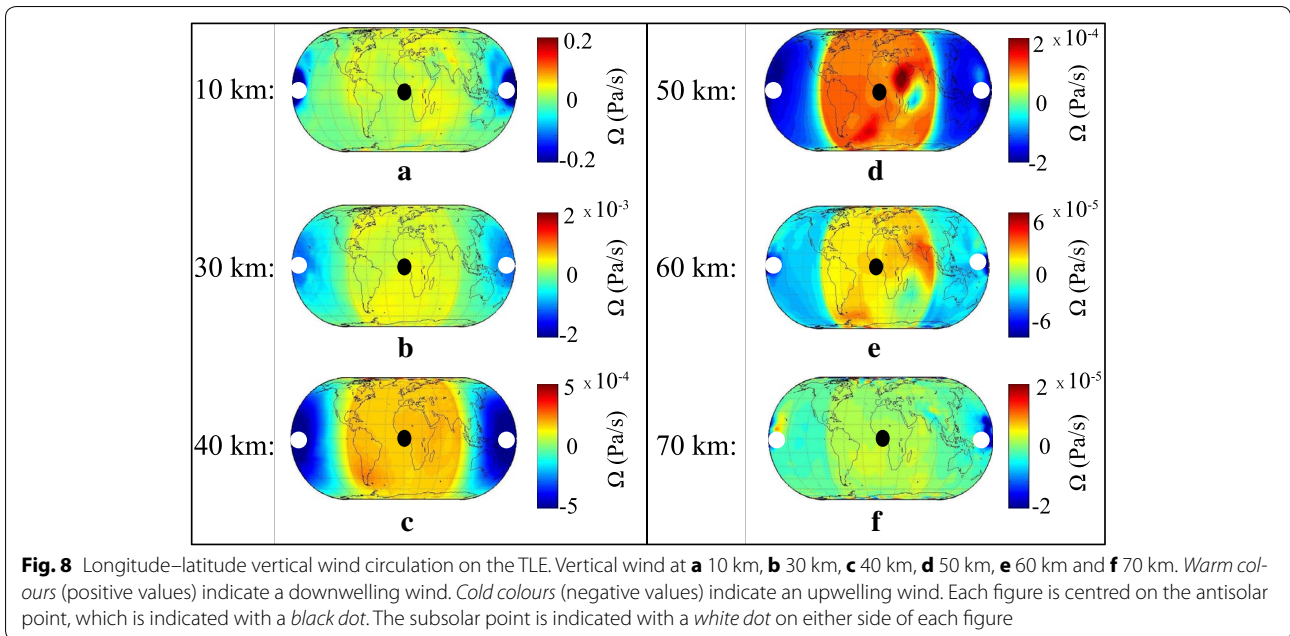 10 km:
0.2
0
-0.2
Ω (Pa/s)
a
30 km:
2 x 10-3
0
-2
Ω (Pa/s)
b
40 km:
5 x 10-4
0
-5
Ω (Pa/s)
c
50 km:
2 x 10-4
0
-2
Ω (Pa/s)
d
60 km:
6 x 10-5
0
-6
Ω (Pa/s)
e
70 km:
2 x 10-5
0
-2
Ω (Pa/s)
f
Fig. 8 Longitude–latitude vertical wind circulation on the TLE. Vertical wind at a 10 km, b 30 km, c 40 km, d 50 km, e 60 km and f 70 km. Warm col-
ours (positive values) indicate a downwelling wind. Cold colours (negative values) indicate an upwelling wind. Each figure is centred on the antisolar
point, which is indicated with a black dot. The subsolar point is indicated with a white dot on either side of each figure